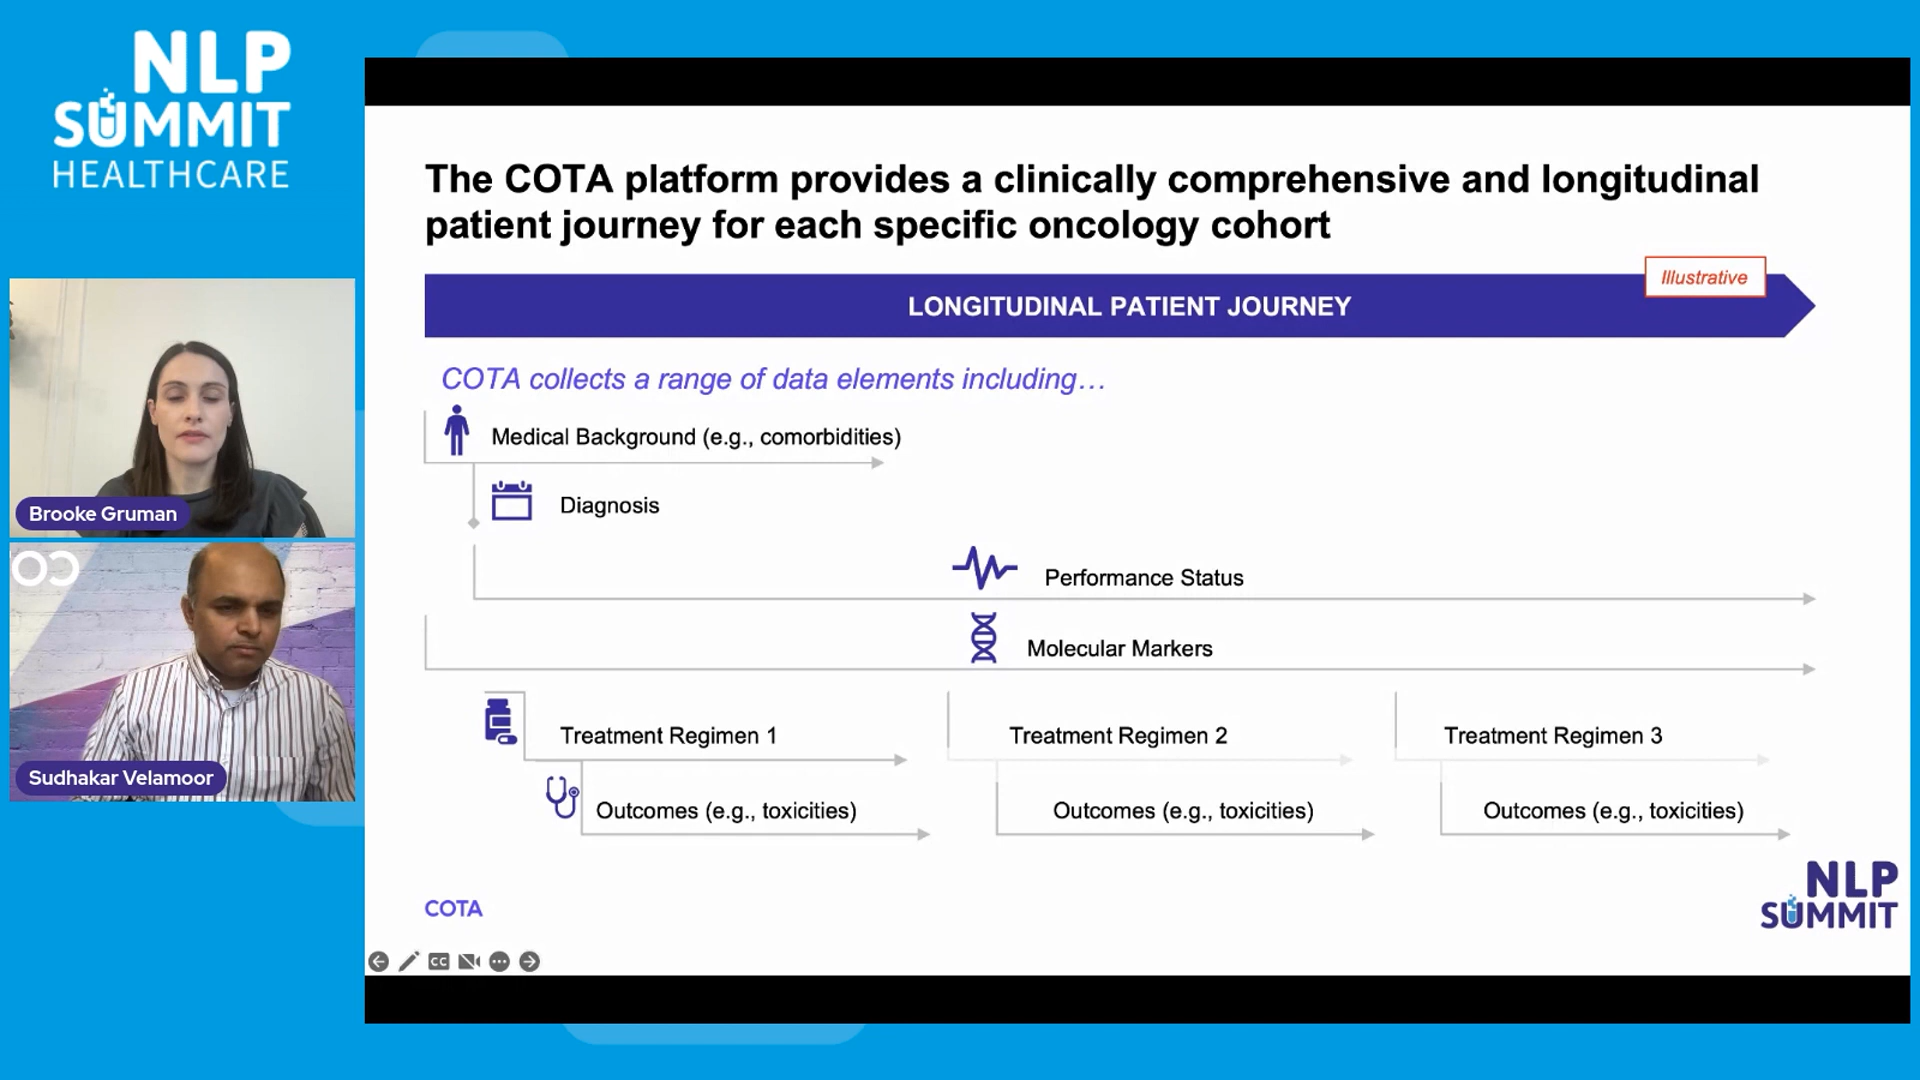 NLP
SUMMIT
HEALTHCARE
The COTA platform provides a clinically comprehensive and longitudinal
patient journey for each specific oncology cohort
Illustrative
LONGITUDINAL PATIENT JOURNEY
COTA collects a range of data elements including…
Medical Background (e.g., comorbidities)
Diagnosis
Performance Status
Molecular Markers
Treatment Regimen 1
Treatment Regimen 2
Treatment Regimen 3
Outcomes (e.g., toxicities)
Outcomes (e.g., toxicities)
Outcomes (e.g., toxicities)
COTA
NLP
SUMMIT
CC
Brooke Gruman
Sudhakar Velamoor